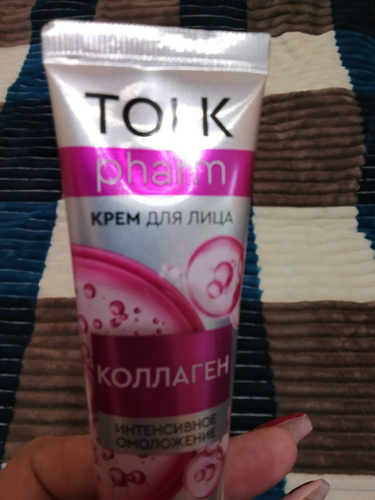 TOLK
pharm
КРЕМ ДЛЯ ЛИЦА
КОЛЛАГЕН
ИНТЕНСИВНОЕ
ОМОЛОЖЕНИЕ